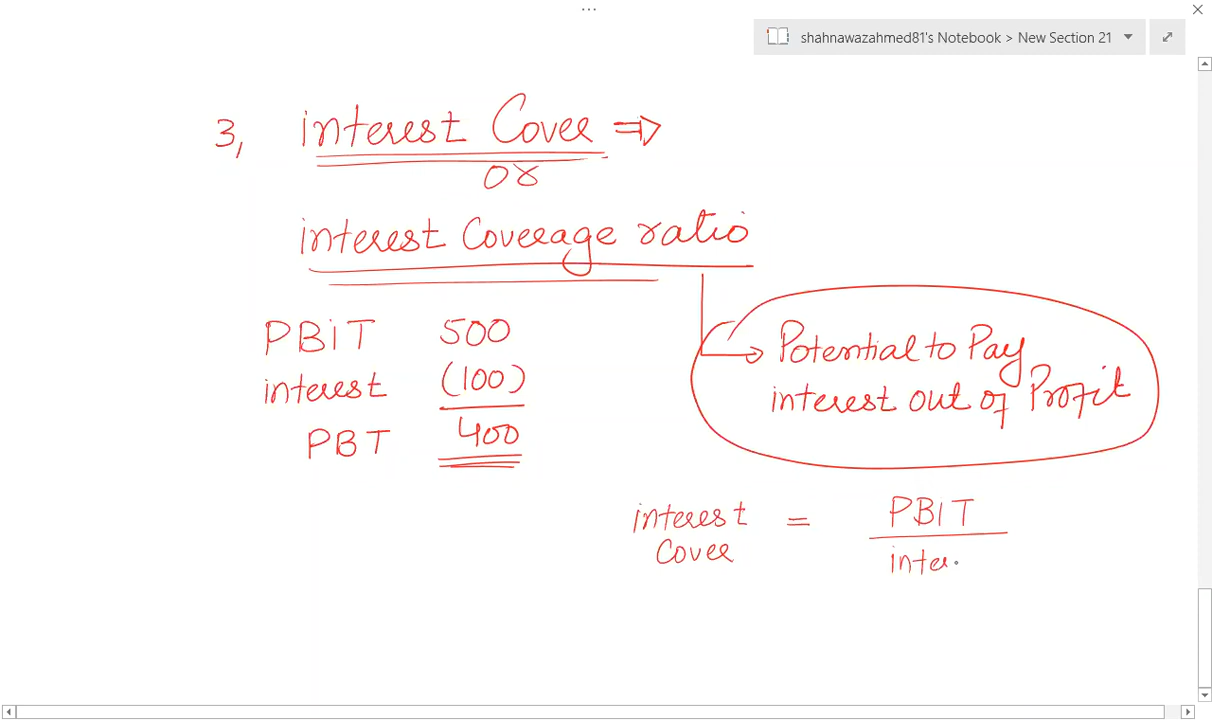 ...
shahnawazahmed81's Notebook > New Section 21
3, interest Cover ⇒
or
interest Coverage ratio
PBiT 500
interest (100)
PBT 400
Potential to Pay
interest out of Profit
interest Cover = PBIT / inter